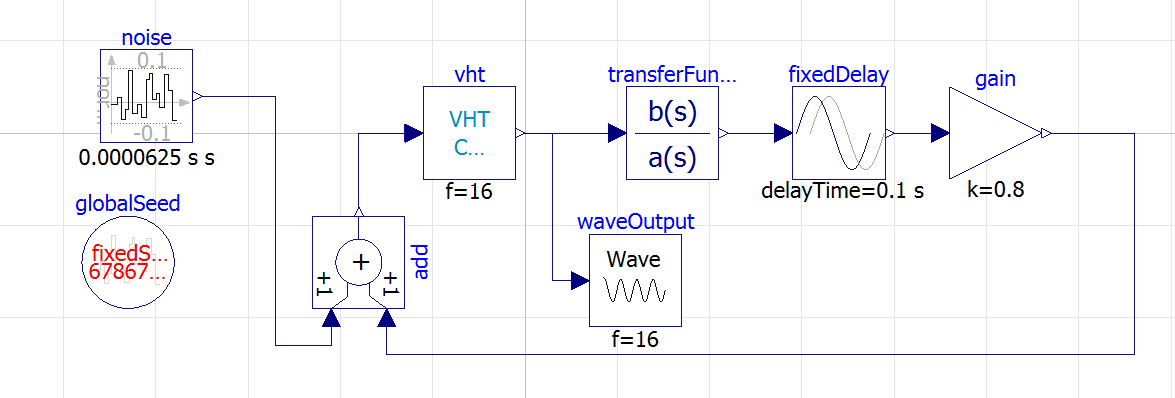 noise
0.1
nor...
-0.1
0.0000625 s s
globalSeed
fixedS...
67867...
vht
VHT
C...
f=16
transferFun...
b(s)
a(s)
fixedDelay
delayTime=0.1 s
gain
k=0.8
waveOutput
Wave
f=16
add
+
+1
+1